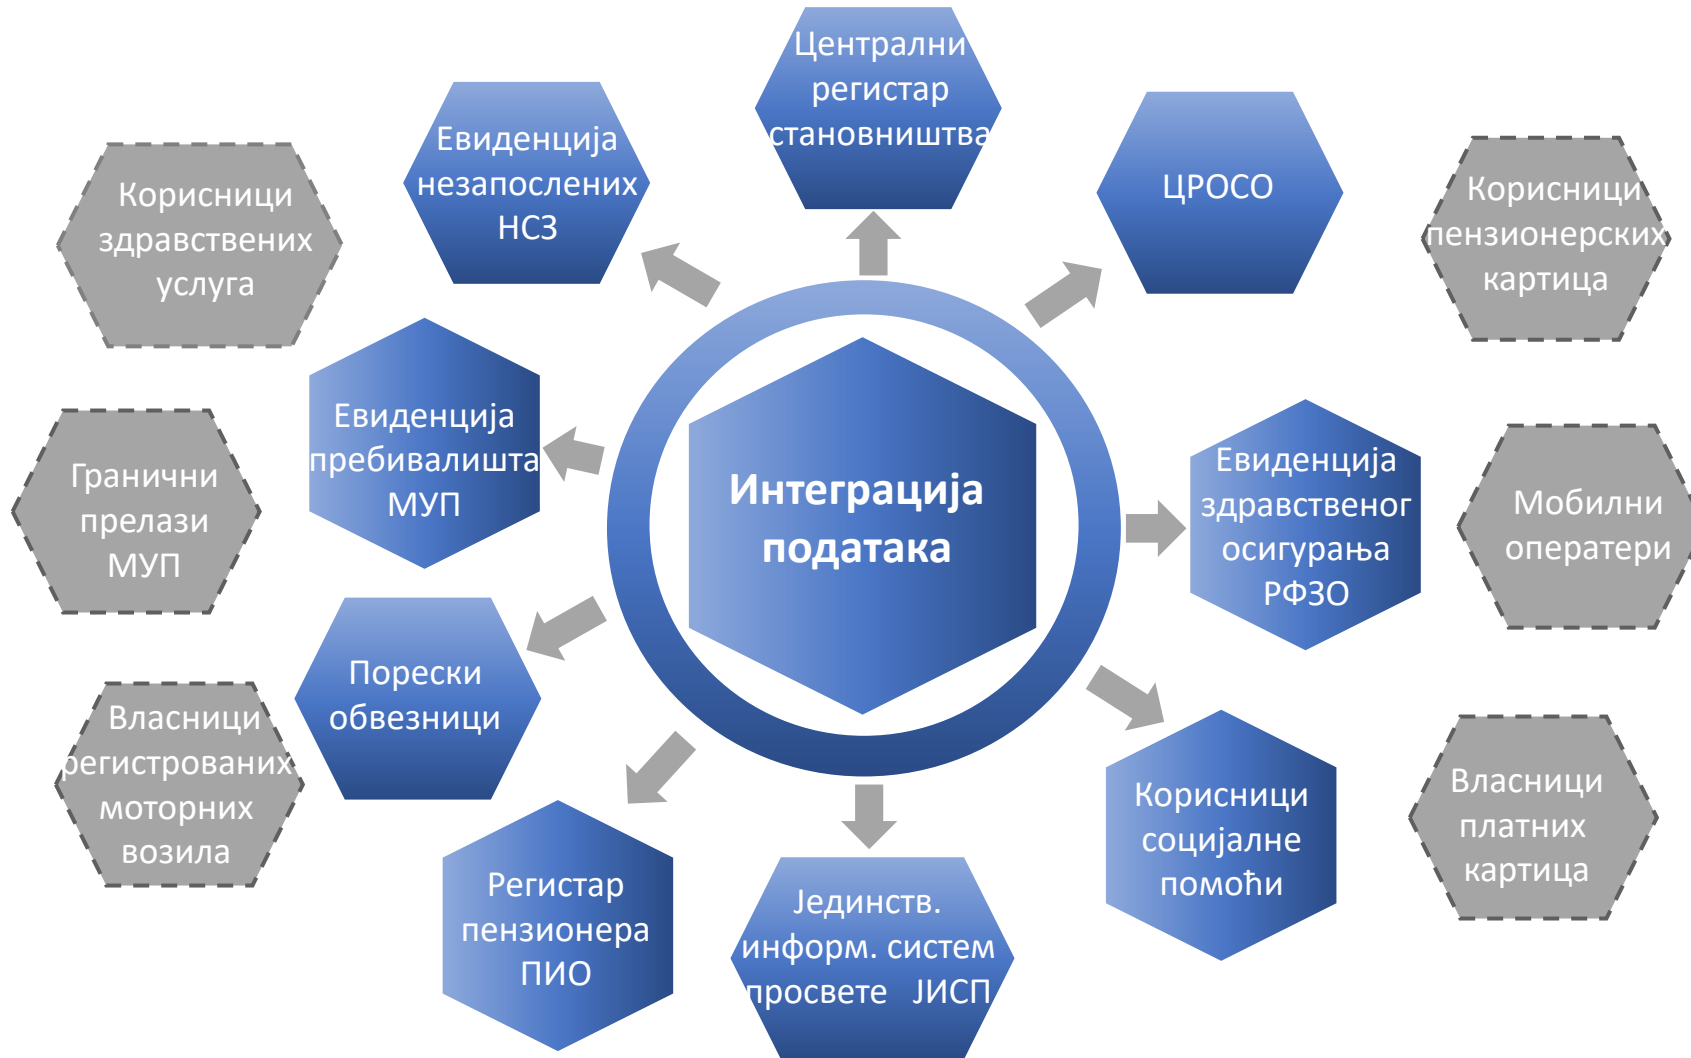 Централни
регистар
становништва
Евиденција
незапослених
НСЗ
ЦРОСО
Корисници
здравствених
услуга
Корисници
пензионерских
картица
Евиденција
пребивалишта
МУП
Интеграција
података
Евиденција
здравственог
осигурања
РФЗО
Гранични
прелази
МУП
Мобилни
оператери
Порески
обвезници
Власници
регистрованих
моторних
возила
Корисници
социјалне
помоћи
Власници
платних
картица
Регистар
пензионера
ПИО
Јединств.
информ. систем
просвете ЈИСП